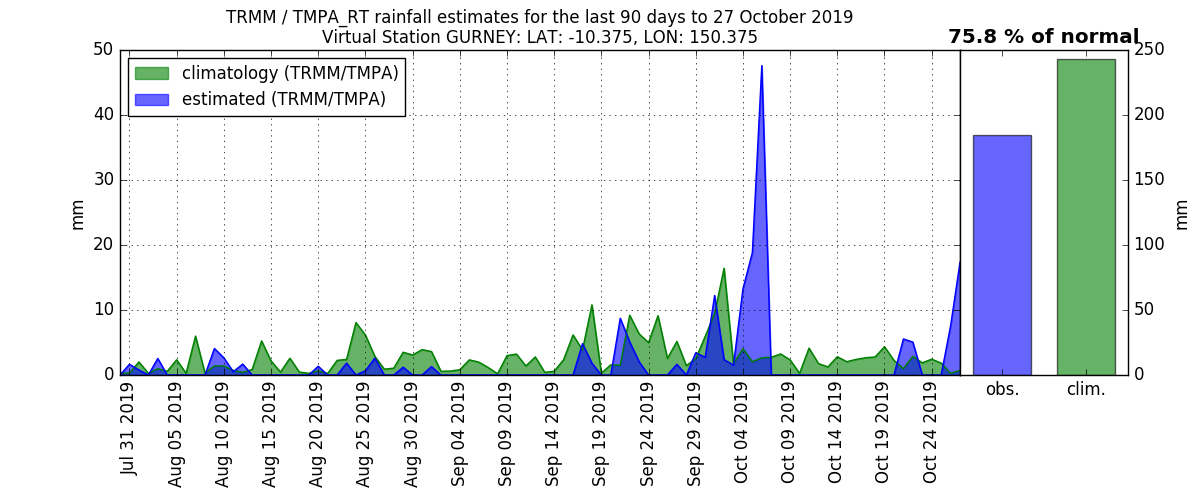 TRMM / TMPA_RT rainfall estimates for the last 90 days to 27 October 2019
Virtual Station GURNEY: LAT: -10.375, LON: 150.375
75.8 % of normal
climatology (TRMM/TMPA)
estimated (TRMM/TMPA)
50
40
30
20
10
0
mm
Jul 31 2019
Aug 05 2019
Aug 10 2019
Aug 15 2019
Aug 20 2019
Aug 25 2019
Aug 30 2019
Sep 04 2019
Sep 09 2019
Sep 14 2019
Sep 19 2019
Sep 24 2019
Sep 29 2019
Oct 04 2019
Oct 09 2019
Oct 14 2019
Oct 19 2019
Oct 24 2019
obs.
clim.
250
200
150
100
50
0
mm